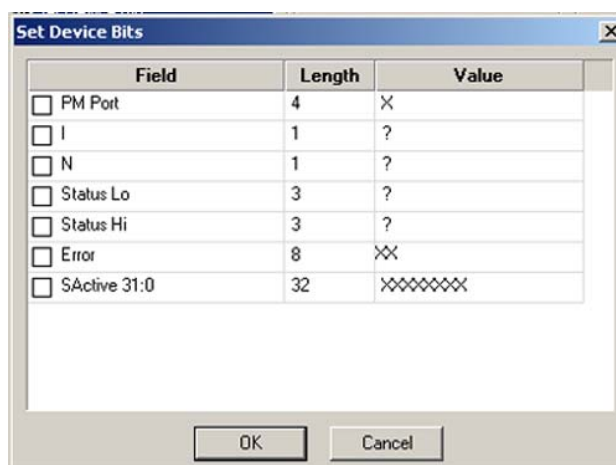 Set Device Bits
Field Length Value
PM Port 4 X
I 1 ?
N 1 ?
Status Lo 3 ?
Status Hi 3 ?
Error 8 XX
SActive 31:0 32 XXXXXXXX
OK Cancel